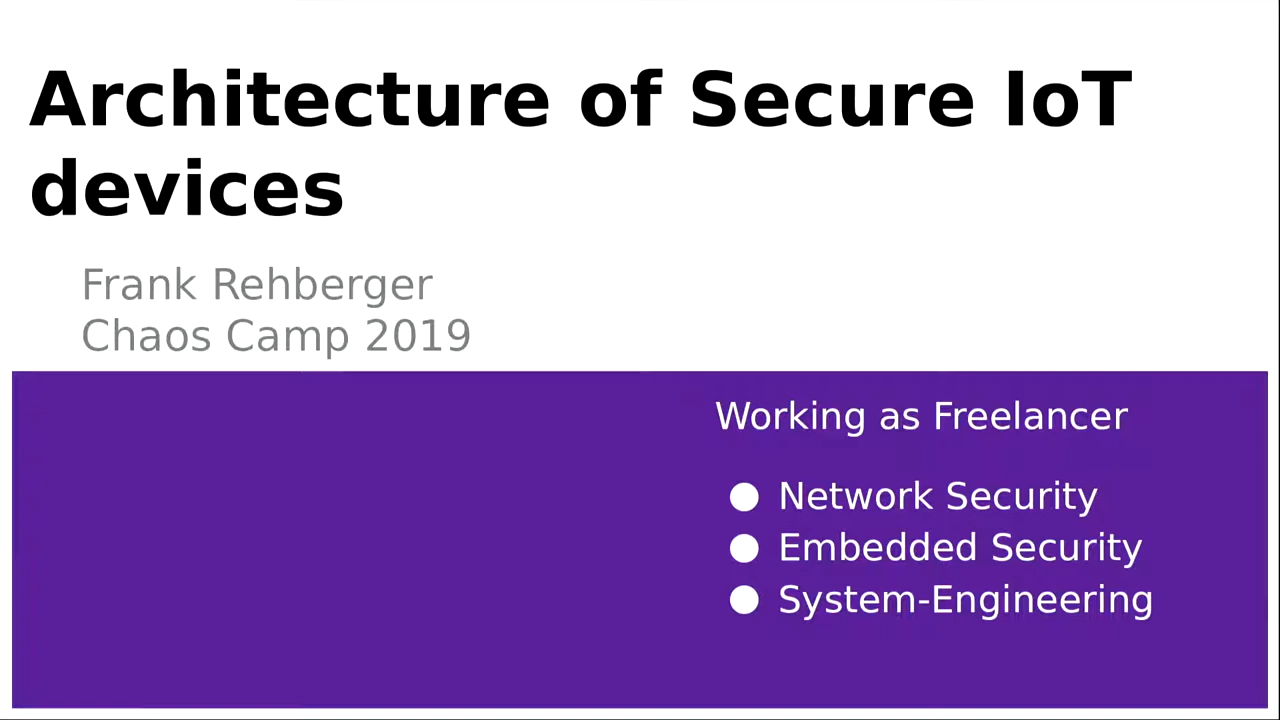 Architecture of Secure IoT
devices
Frank Rehberger
Chaos Camp 2019
Working as Freelancer
● Network Security
● Embedded Security
● System-Engineering